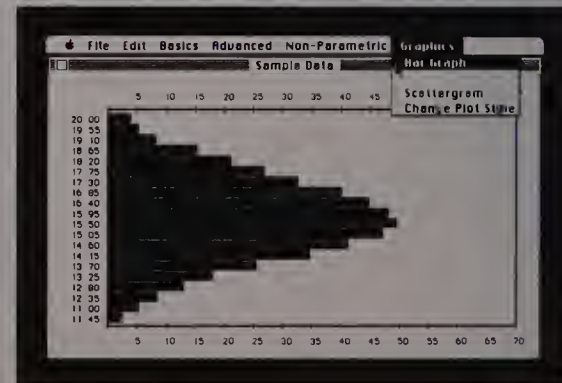 File Edit Basics Advanced Non-Parametric Graphics
Sample Data
Bar Graph
Scattergram
Change Plot Style
5 10 15 20 25 30 35 40 45
20 00
19 55
19 10
18 65
18 20
17 75
17 30
16 85
16 40
15 95
15 50
15 05
14 60
14 15
13 70
13 25
12 80
12 35
11 00
11 45
5 10 15 20 25 30 35 40 45 50 55 60 65 70